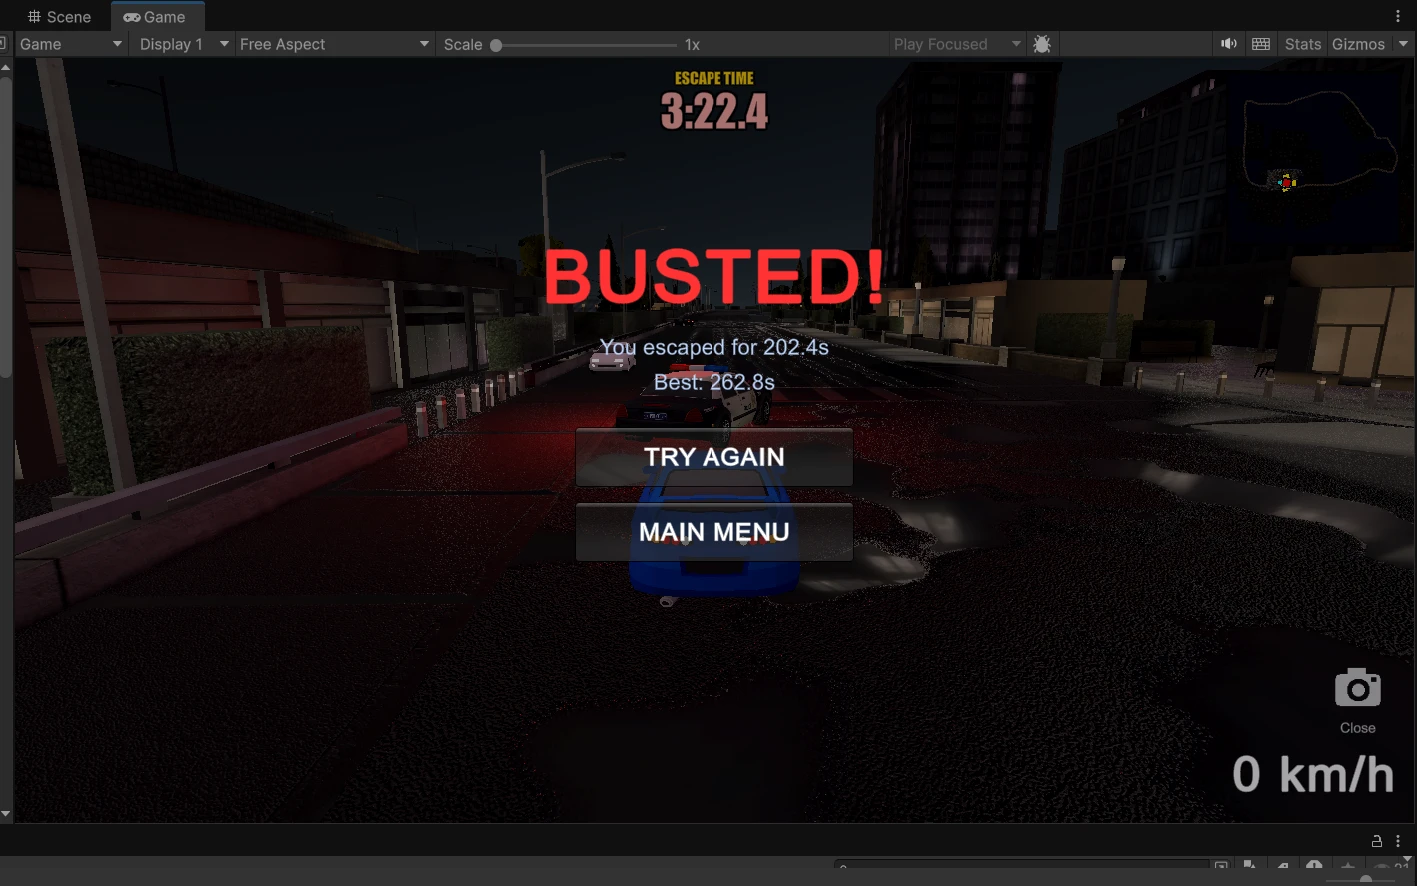 Scene
Game
Game
Display 1
Free Aspect
Scale
1x
Play Focused
Stats
Gizmos
ESCAPE TIME
3:22.4
BUSTED!
You escaped for 202.4s
Best: 262.8s
TRY AGAIN
MAIN MENU
Close
0 km/h